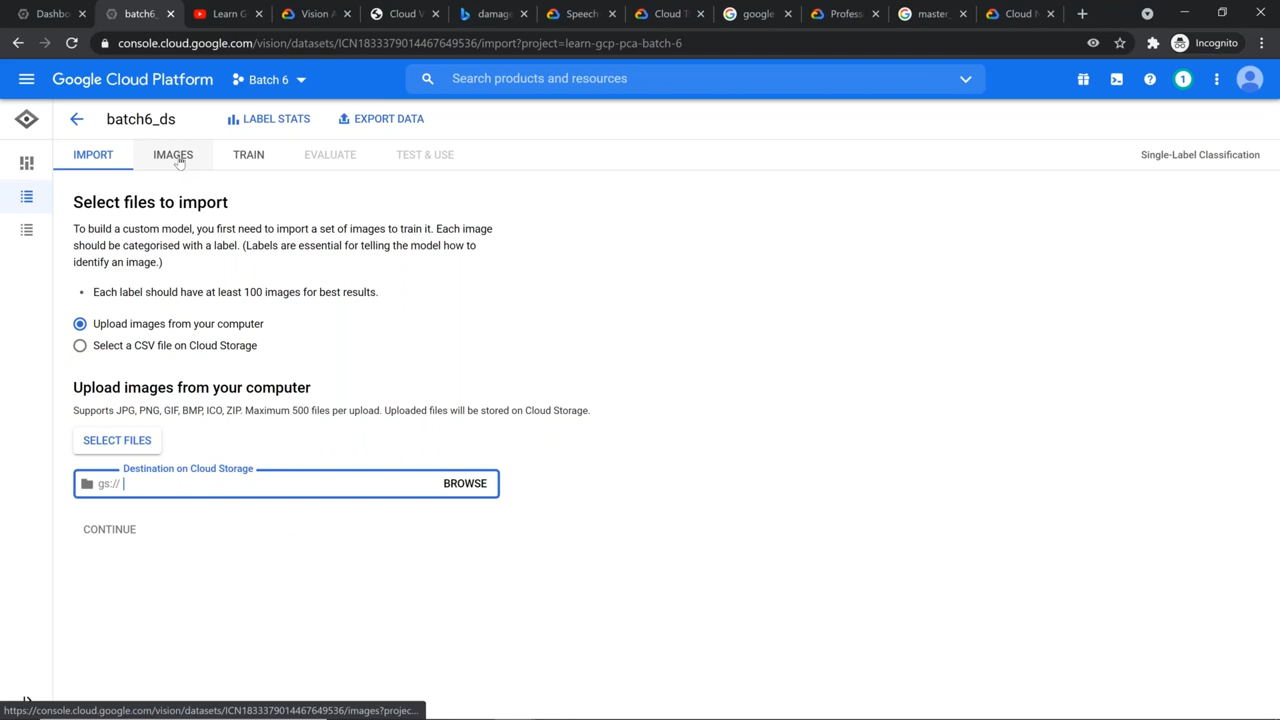 Dashbo
batch6_
Learn G
Vision A
Cloud V
damage
Speech
Cloud T
google
Profess
master_
Cloud N
console.cloud.google.com/vision/datasets/ICN1833379014467649536/import?project=learn-gcp-pca-batch-6
Incognito
Google Cloud Platform
Batch 6
Search products and resources
1
batch6_ds
LABEL STATS
EXPORT DATA
IMPORT
IMAGES
TRAIN
EVALUATE
TEST & USE
Single-Label Classification
Select files to import
To build a custom model, you first need to import a set of images to train it. Each image
should be categorised with a label. (Labels are essential for telling the model how to
identify an image.)
• Each label should have at least 100 images for best results.
Upload images from your computer
Select a CSV file on Cloud Storage
Upload images from your computer
Supports JPG, PNG, GIF, BMP, ICO, ZIP. Maximum 500 files per upload. Uploaded files will be stored on Cloud Storage.
SELECT FILES
Destination on Cloud Storage
gs://
BROWSE
CONTINUE
https://console.cloud.google.com/vision/datasets/ICN1833379014467649536/images?projec...